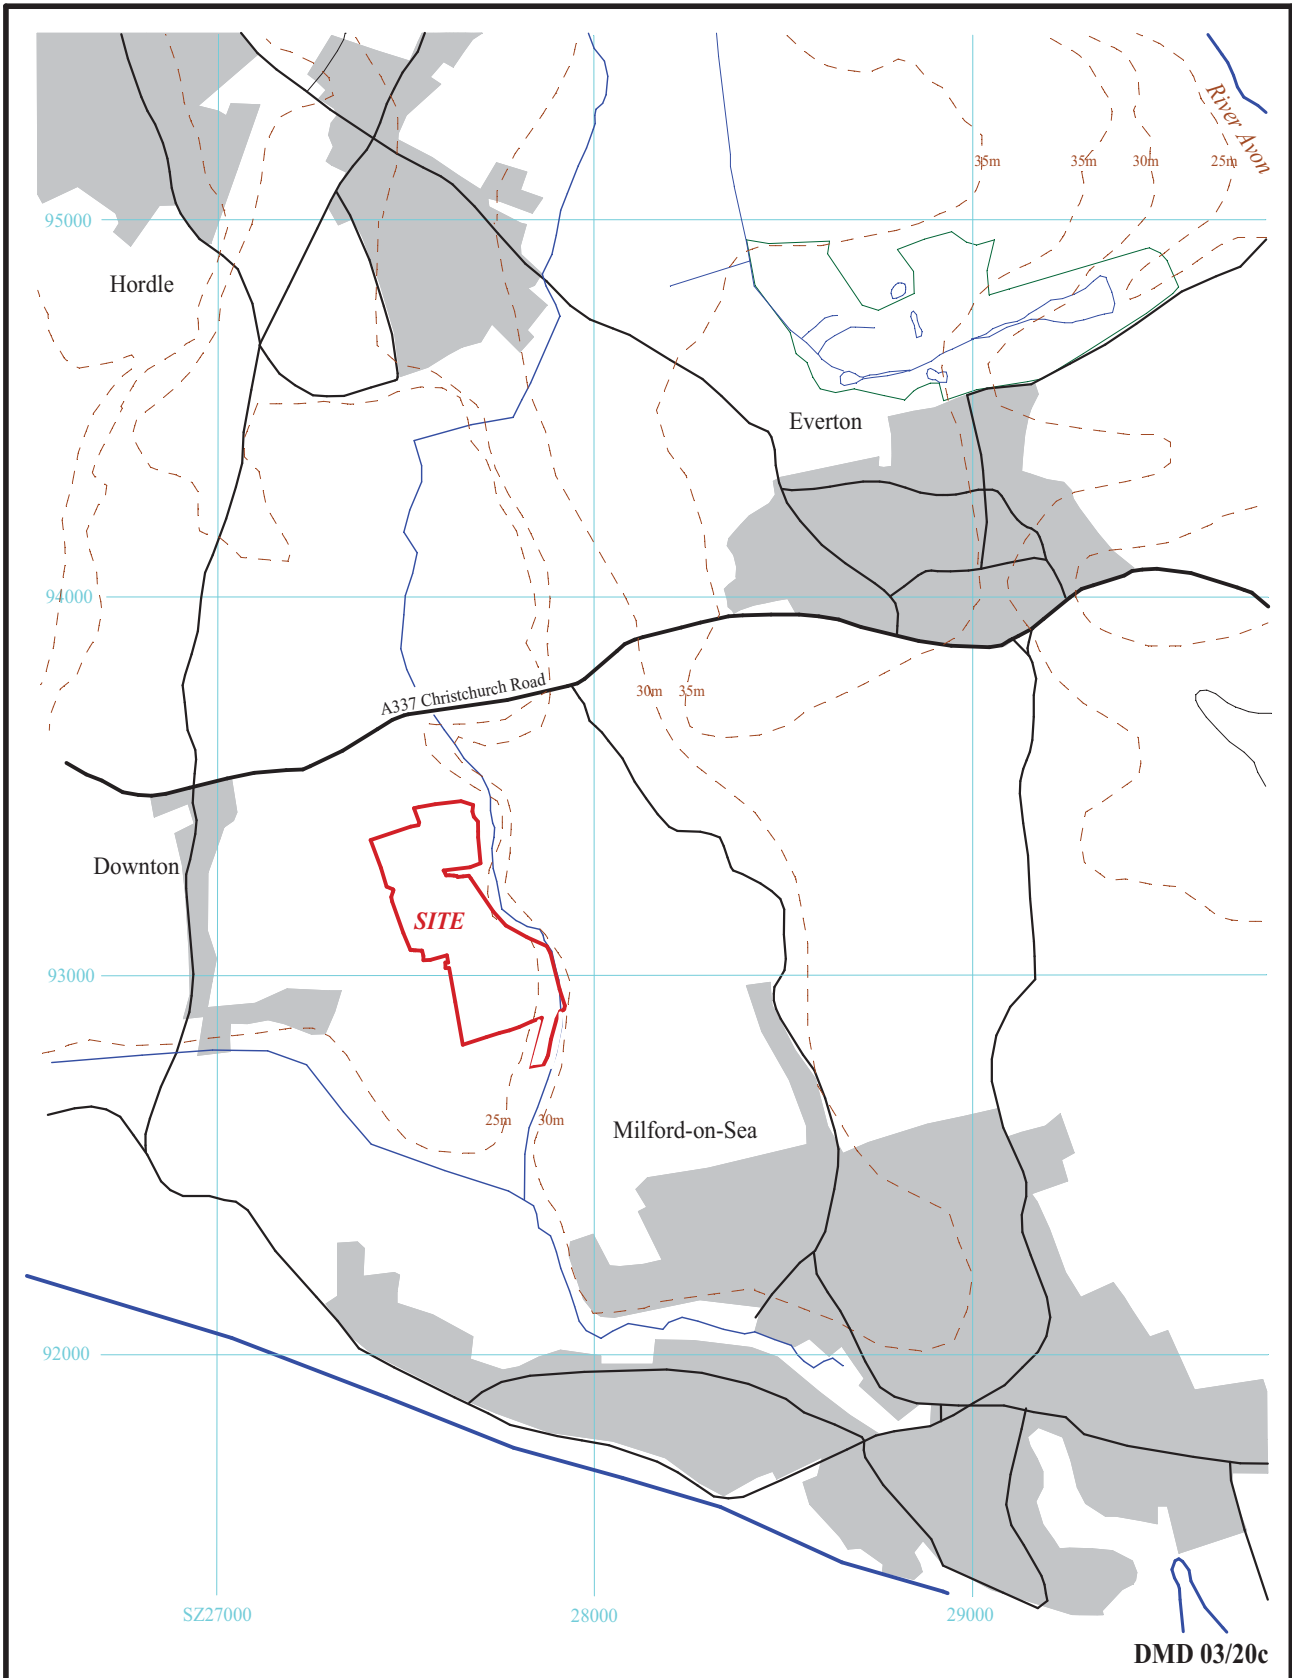 River Avon
35m
35m
30m
25m
95000
Hordle
Everton
94000
30m
35m
A337 Christchurch Road
Downton
SITE
93000
25m
30m
Milford-on-Sea
92000
SZ27000
28000
29000
DMD 03/20c